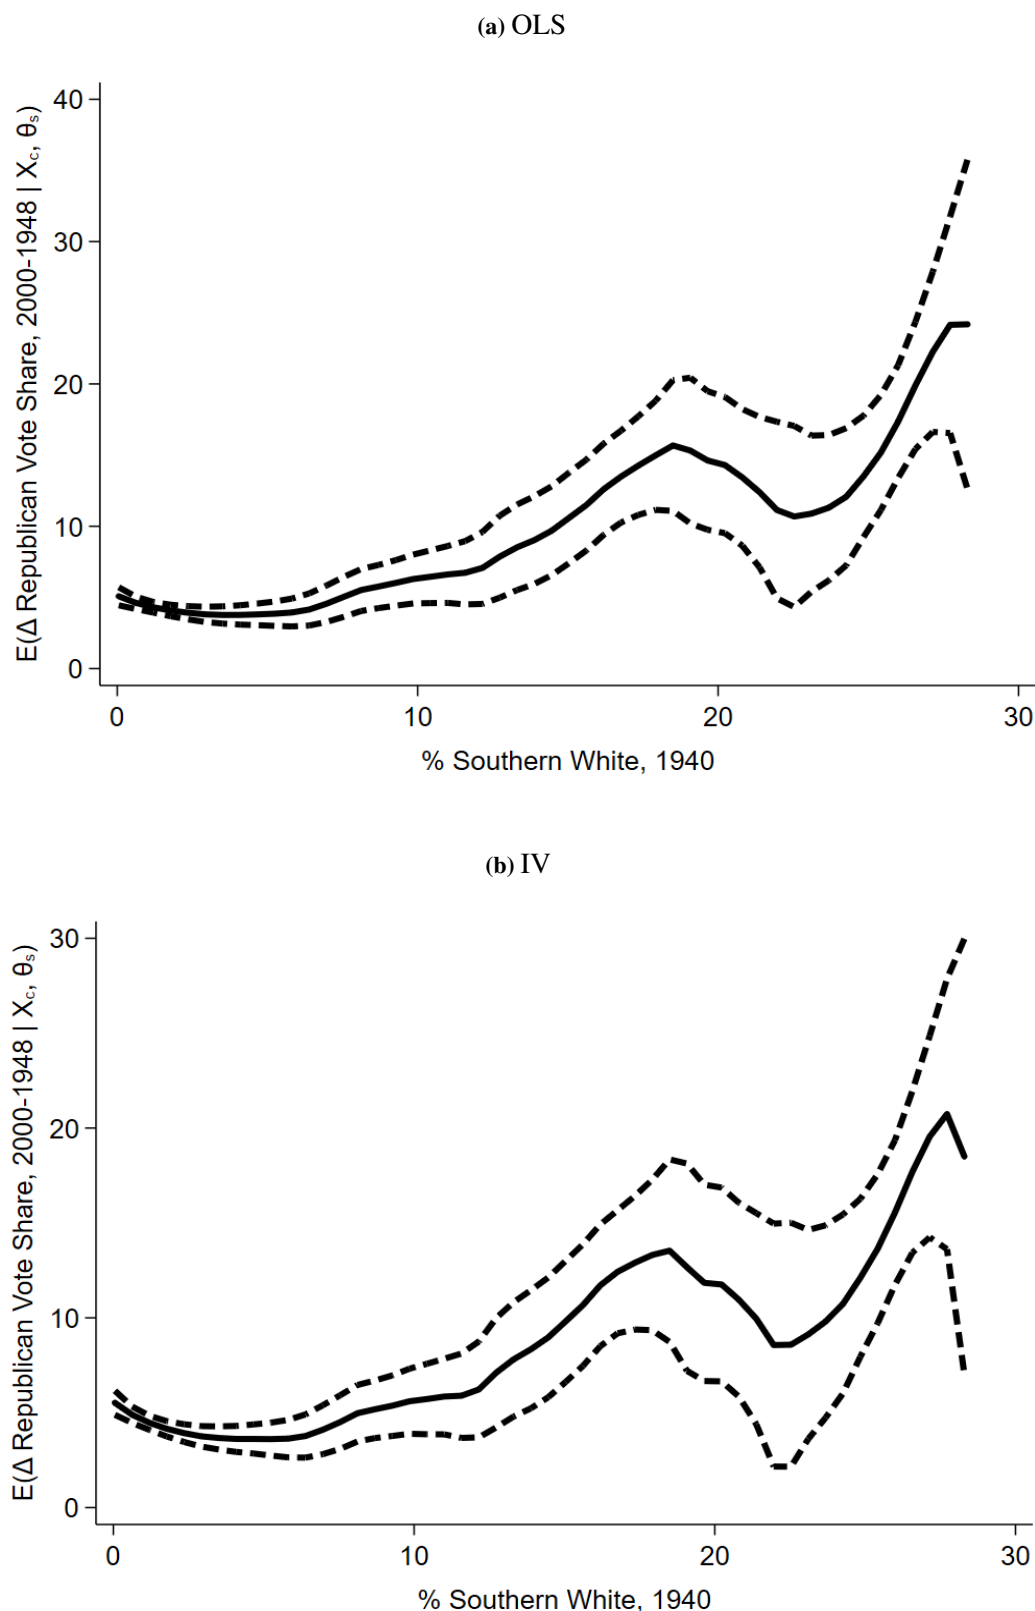 (a) OLS
E(Δ Republican Vote Share, 2000-1948 | Xc, θs)
40
30
20
10
0
0 10 20 30
% Southern White, 1940
(b) IV
E(Δ Republican Vote Share, 2000-1948 | Xc, θs)
30
20
10
0
0 10 20 30
% Southern White, 1940